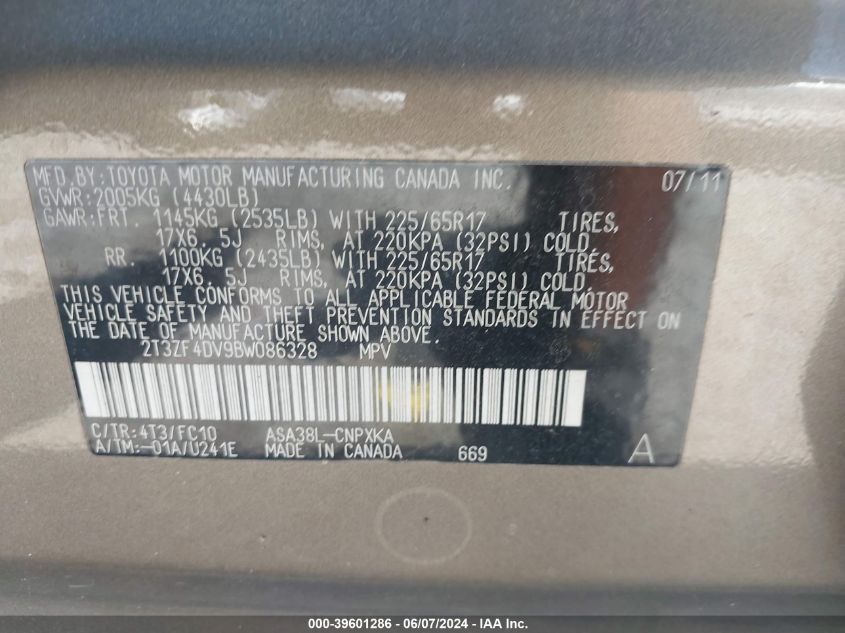 MFD.BY:TOYOTA MOTOR MANUFACTURING CANADA INC. 07/11
GVWR:2005KG (4430LB)
GAWR:FRT. 1145KG (2535LB) WITH 225/65R17 TIRES,
17X6.5J RIMS, AT 220KPA (32PSI) COLD.
RR. 1100KG (2435LB) WITH 225/65R17 TIRES,
17X6.5J RIMS, AT 220KPA (32PSI) COLD.
THIS VEHICLE CONFORMS TO ALL APPLICABLE FEDERAL MOTOR
VEHICLE SAFETY AND THEFT PREVENTION STANDARDS IN EFFECT ON
THE DATE OF MANUFACTURE SHOWN ABOVE.
2T3ZF4DV9BW086328 MPV
C/TR:4T3/FC10 ASA38L-CNPXKA
A/TM:-01A/U241E MADE IN CANADA 669 A
000-39601286 - 06/07/2024 - IAA Inc.